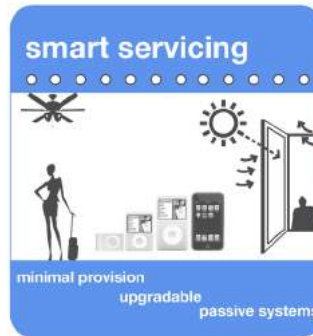 smart servicing
minimal provision
upgradable
passive systems